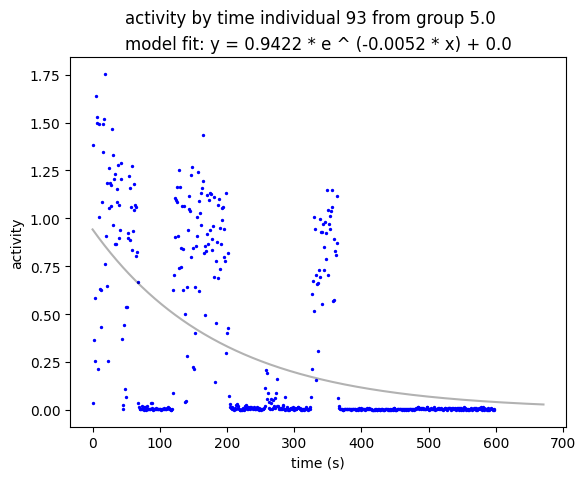 activity by time individual 93 from group 5.0
model fit: y = 0.9422 * e ^ (-0.0052 * x) + 0.0
1.75
1.50
1.25
1.00
0.75
0.50
0.25
0.00
activity
0 100 200 300 400 500 600 700
time (s)